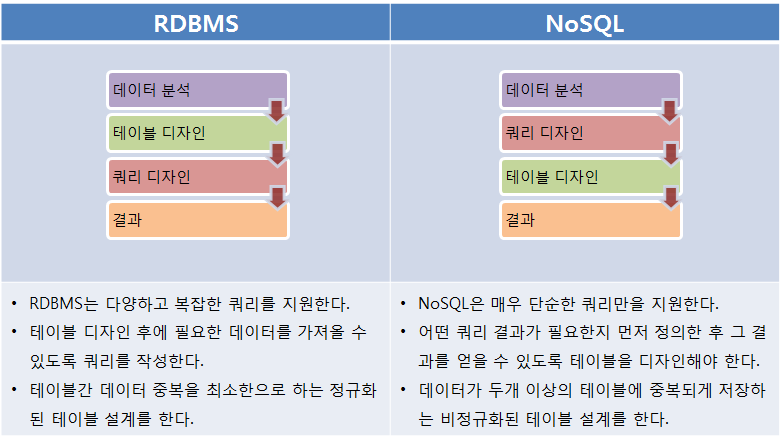 RDBMS
NoSQL
데이터 분석
테이블 디자인
쿼리 디자인
결과
데이터 분석
쿼리 디자인
테이블 디자인
결과
• RDBMS는 다양하고 복잡한 쿼리를 지원한다.
• 테이블 디자인 후에 필요한 데이터를 가져올 수
있도록 쿼리를 작성한다.
• 테이블간 데이터 중복을 최소한으로 하는 정규화
된 테이블 설계를 한다.
• NoSQL은 매우 단순한 쿼리만을 지원한다.
• 어떤 쿼리 결과가 필요한지 먼저 정의한 후 그 결
과를 얻을 수 있도록 테이블을 디자인해야 한다.
• 데이터가 두개 이상의 테이블에 중복되게 저장하
는 비정규화된 테이블 설계를 한다.